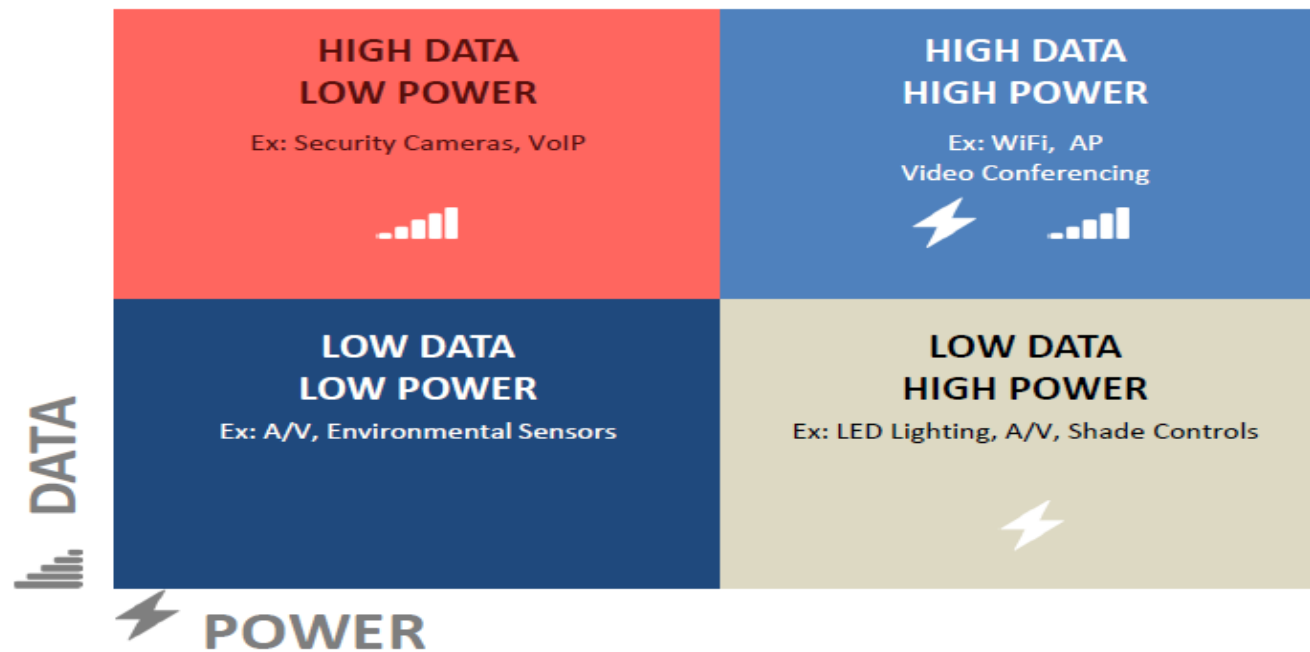 HIGH DATA
LOW POWER
Ex: Security Cameras, VoIP
HIGH DATA
HIGH POWER
Ex: WiFi, AP
Video Conferencing
LOW DATA
LOW POWER
Ex: A/V, Environmental Sensors
LOW DATA
HIGH POWER
Ex: LED Lighting, A/V, Shade Controls
DATA
POWER